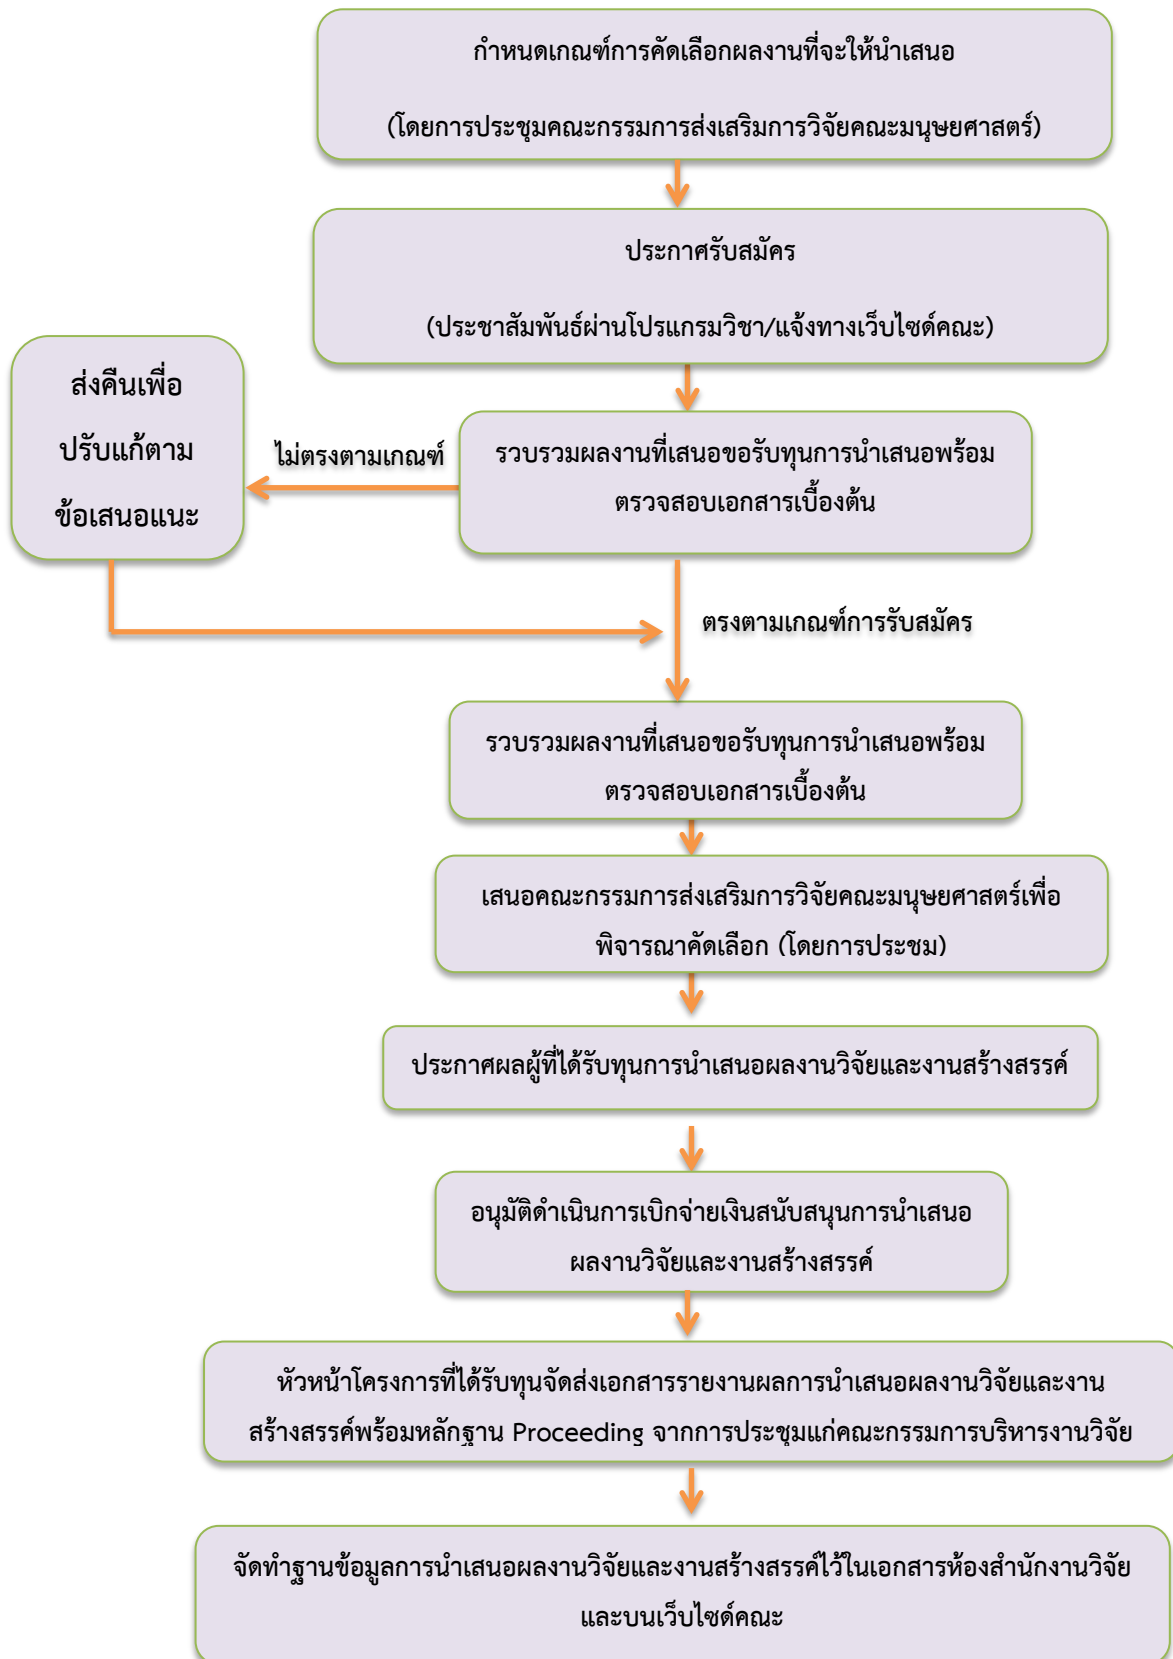 กำหนดเกณฑ์การคัดเลือกผลงานที่จะให้นำเสนอ
(โดยการประชุมคณะกรรมการส่งเสริมการวิจัยคณะมนุษยศาสตร์)
ประกาศรับสมัคร
(ประชาสัมพันธ์ผ่านโปรแกรมวิชา/แจ้งทางเว็บไซด์คณะ)
ส่งคืนเพื่อ
ปรับแก้ตาม
ข้อเสนอแนะ
ไม่ตรงตามเกณฑ์
รวบรวมผลงานที่เสนอขอรับทุนการนำเสนอพร้อม
ตรวจสอบเอกสารเบื้องต้น
ตรงตามเกณฑ์การรับสมัคร
รวบรวมผลงานที่เสนอขอรับทุนการนำเสนอพร้อม
ตรวจสอบเอกสารเบื้องต้น
เสนอคณะกรรมการส่งเสริมการวิจัยคณะมนุษยศาสตร์เพื่อ
พิจารณาคัดเลือก (โดยการประชุม)
ประกาศผลผู้ที่ได้รับทุนการนำเสนอผลงานวิจัยและงานสร้างสรรค์
อนุมัติดำเนินการเบิกจ่ายเงินสนับสนุนการนำเสนอ
ผลงานวิจัยและงานสร้างสรรค์
หัวหน้าโครงการที่ได้รับทุนจัดส่งเอกสารรายงานผลการนำเสนอผลงานวิจัยและงาน
สร้างสรรค์พร้อมหลักฐาน Proceeding จากการประชุมแก่คณะกรรมการบริหารงานวิจัย
จัดทำฐานข้อมูลการนำเสนอผลงานวิจัยและงานสร้างสรรค์ไว้ในเอกสารห้องสำนักงานวิจัย
และบนเว็บไซด์คณะ